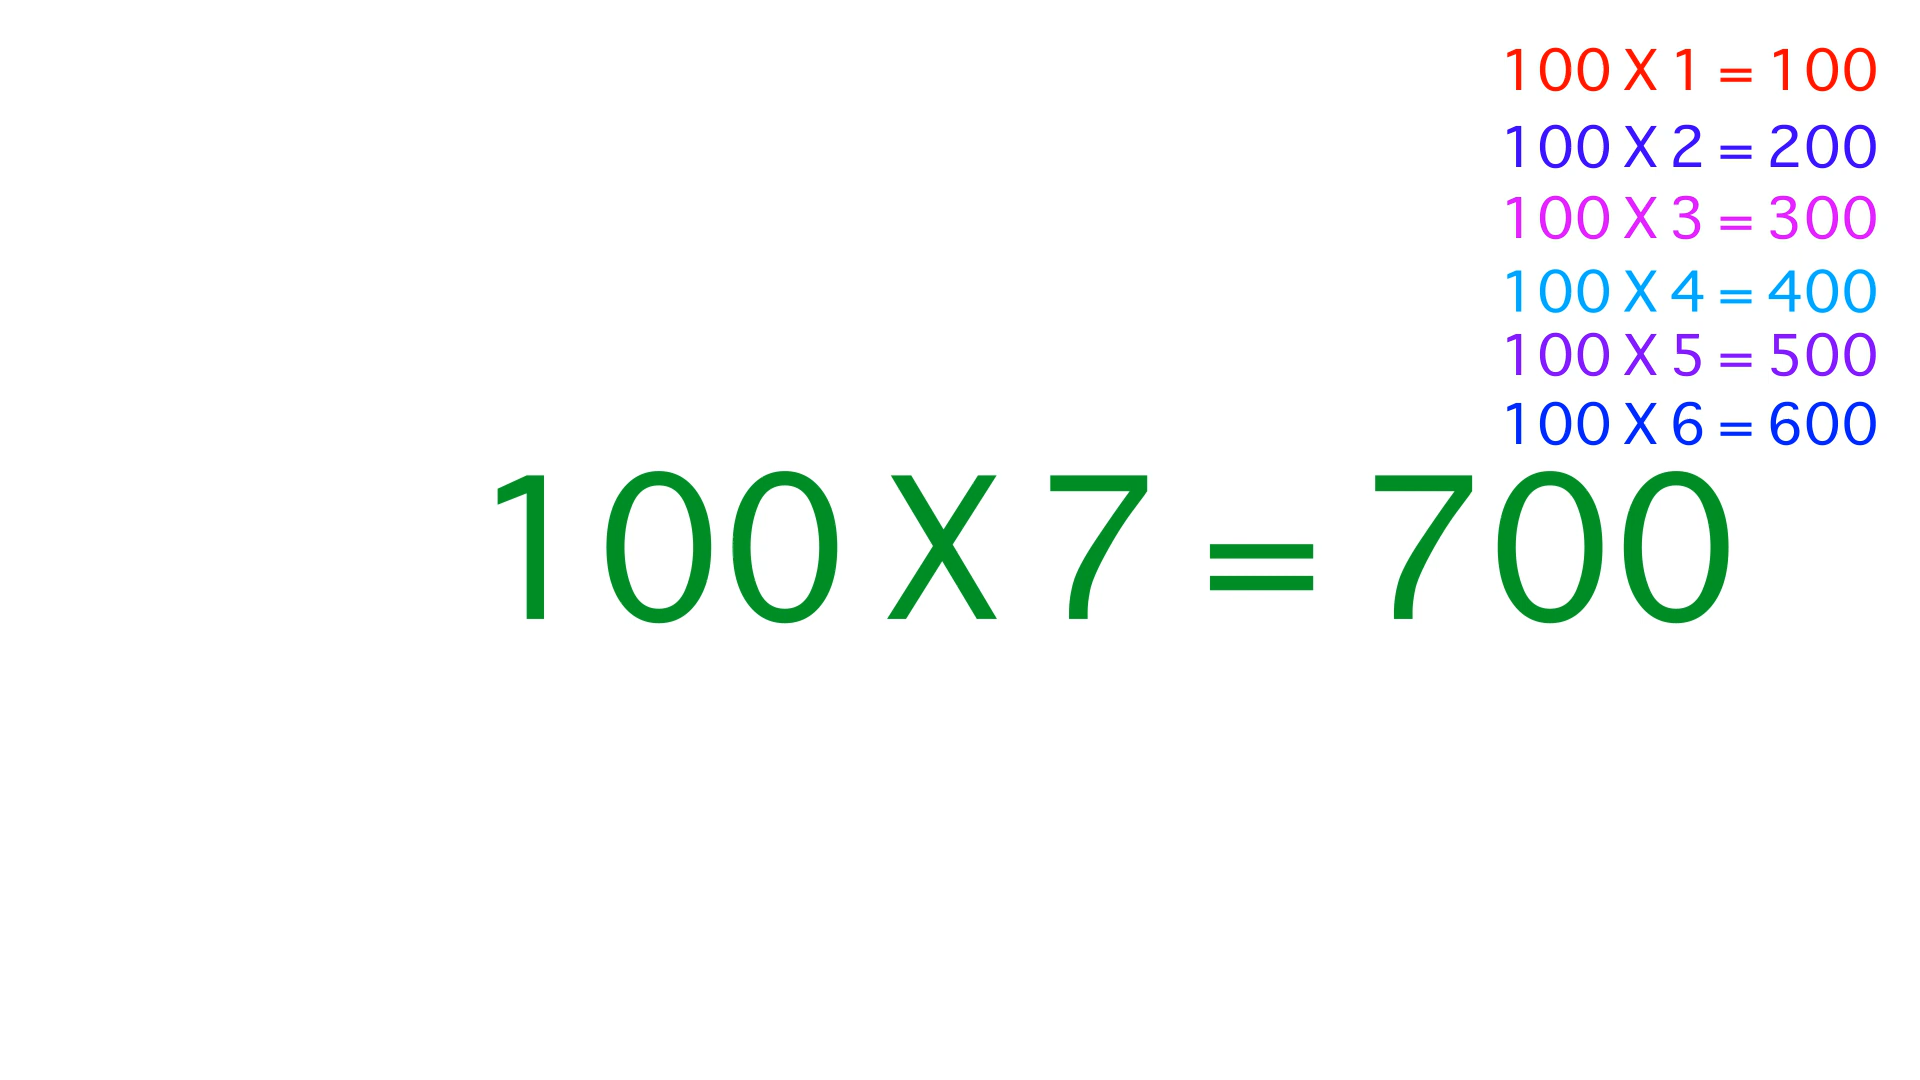 100 X 1 = 100
100 X 2 = 200
100 X 3 = 300
100 X 4 = 400
100 X 5 = 500
100 X 6 = 600
100 X 7 = 700